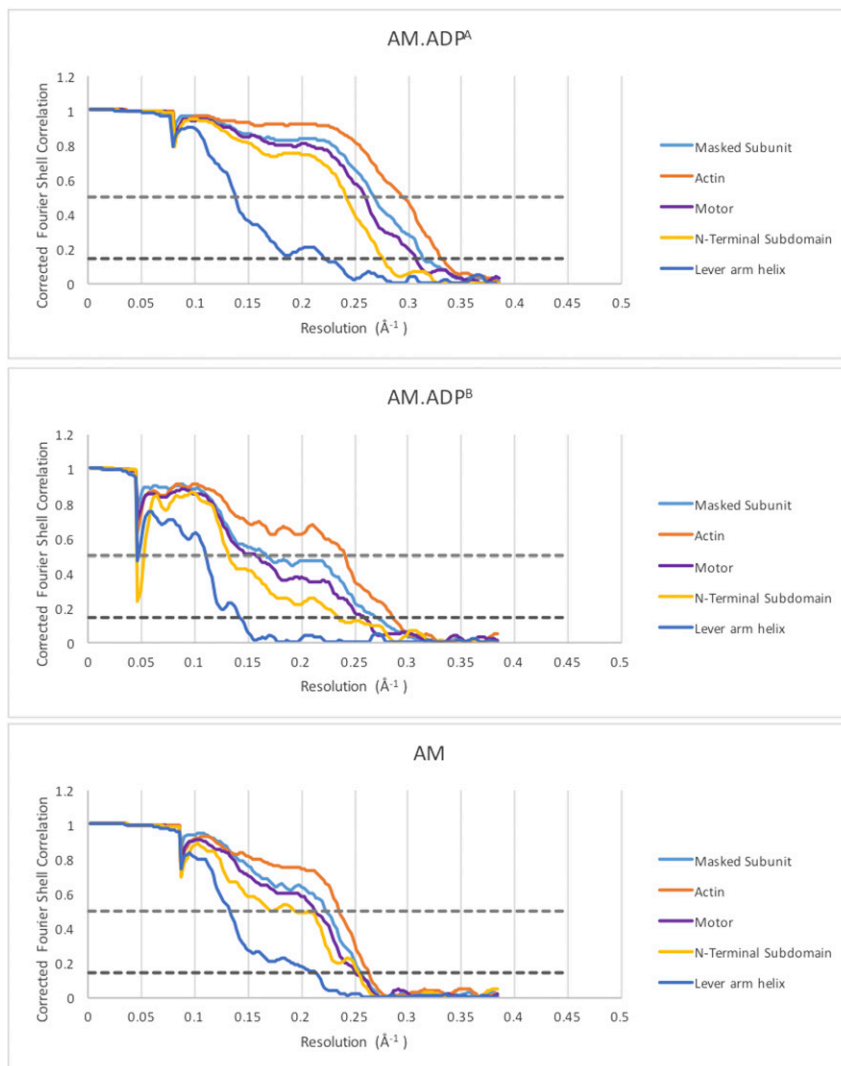 AM.ADPᴬ
Corrected Fourier Shell Correlation
1.2
1
0.8
0.6
0.4
0.2
0
0 0.05 0.1 0.15 0.2 0.25 0.3 0.35 0.4 0.45 0.5
Resolution (Å⁻¹ )
Masked Subunit
Actin
Motor
N-Terminal Subdomain
Lever arm helix
AM.ADPᴮ
Corrected Fourier Shell Correlation
1.2
1
0.8
0.6
0.4
0.2
0
0 0.05 0.1 0.15 0.2 0.25 0.3 0.35 0.4 0.45 0.5
Resolution (Å⁻¹ )
Masked Subunit
Actin
Motor
N-Terminal Subdomain
Lever arm helix
AM
Corrected Fourier Shell Correlation
1.2
1
0.8
0.6
0.4
0.2
0
0 0.05 0.1 0.15 0.2 0.25 0.3 0.35 0.4 0.45 0.5
Resolution (Å⁻¹ )
Masked Subunit
Actin
Motor
N-Terminal Subdomain
Lever arm helix